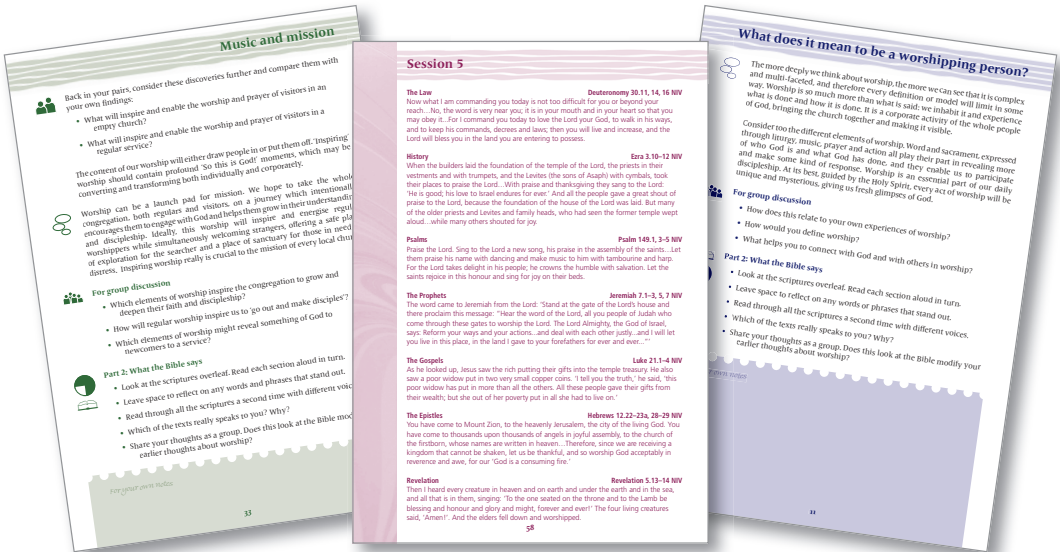 Music and mission
Back in your pairs, consider these discoveries further and compare them with
your own findings:
• What will inspire and enable the worship and prayer of visitors in an
empty church?
• What will inspire and enable the worship and prayer of visitors in a
regular service?
The content of our worship will either draw people in or Put them off. 'Inspiring'
worship should contain profound 'So this is God!' moments, which may be
converting and transforming both individually and corporately.
Worship can be a launch pad for mission. We hope to take the whole
congregation, both regulars and visitors, on a journey which intentionall
encourages them to engage with God and helps them grow in their understandin
and discipleship. Ideally, this worship will inspire and energise regul
worshippers while simultaneously welcoming strangers, offering a safe pla
of exploration for the searcher and a place of sanctuary for those in need
distress. Inspiring worship really is crucial to the mission of every local chur
For group discussion
• Which elements of worship inspire the congregation to grow and
deepen their faith and discipleship?
• How will regular worship inspire us to 'go out and make disciples'?
• Which elements of worship might reveal something of God to
newcomers to a service?
Part 2: What the Bible says
• Look at the scriptures overleaf. Read each section aloud in turn.
• Leave space to reflect on any words and phrases that stand out.
• Read through all the scriptures a second time with different voic
• Which of the texts really speaks to you? Why?
• Share your thoughts as a group. Does this look at the Bible mod
earlier thoughts about worship?
For your own notes
33
Session 5
The Law Deuteronomy 30.11, 14, 16 NIV
Now what I am commanding you today is not too difficult for you or beyond your
reach...No, the word is very near you; it is in your mouth and in your heart so that you
may obey it...For I command you today to love the Lord your God, to walk in his ways,
and to keep his commands, decrees and laws; then you will live and increase, and the
Lord will bless you in the land you are entering to possess.
History Ezra 3.10–12 NIV
When the builders laid the foundation of the temple of the Lord, the priests in their
vestments and with trumpets, and the Levites (the sons of Asaph) with cymbals, took
their places to praise the Lord...With praise and thanksgiving they sang to the Lord:
'He is good; his love to Israel endures for ever.' And all the people gave a great shout of
praise to the Lord, because the foundation of the house of the Lord was laid. But many
of the older priests and Levites and family heads, who had seen the former temple wept
aloud...while many others shouted for joy.
Psalms Psalm 149.1, 3–5 NIV
Praise the Lord. Sing to the Lord a new song, his praise in the assembly of the saints...Let
them praise his name with dancing and make music to him with tambourine and harp.
For the Lord takes delight in his people; he crowns the humble with salvation. Let the
saints rejoice in this honour and sing for joy on their beds.
The Prophets Jeremiah 7.1–3, 5, 7 NIV
The word came to Jeremiah from the Lord: 'Stand at the gate of the Lord's house and
there proclaim this message: "Hear the word of the Lord, all you people of Judah who
come through these gates to worship the Lord. The Lord Almighty, the God of Israel,
says: Reform your ways and your actions...and deal with each other justly...and I will let
you live in this place, in the land I gave to your forefathers for ever and ever..."'
The Gospels Luke 21.1–4 NIV
As he looked up, Jesus saw the rich putting their gifts into the temple treasury. He also
saw a poor widow put in two very small copper coins. 'I tell you the truth,' he said, 'this
poor widow has put in more than all the others. All these people gave their gifts from
their wealth; but she out of her poverty put in all she had to live on.'
The Epistles Hebrews 12.22–23a, 28–29 NIV
You have come to Mount Zion, to the heavenly Jerusalem, the city of the living God. You
have come to thousands upon thousands of angels in joyful assembly, to the church of
the firstborn, whose names are written in heaven...Therefore, since we are receiving a
kingdom that cannot be shaken, let us be thankful, and so worship God acceptably in
reverence and awe, for our 'God is a consuming fire.'
Revelation Revelation 5.13–14 NIV
Then I heard every creature in heaven and on earth and under the earth and in the sea,
and all that is in them, singing: 'To the one seated on the throne and to the Lamb be
blessing and honour and glory and might, forever and ever!' The four living creatures
said, 'Amen!'. And the elders fell down and worshipped.
58
What does it mean to be a worshipping person?
The more deeply we think about worship, the more we can see that it is complex
and multi-faceted, and therefore every definition or model will limit in some
way. Worship is so much more than what is said: we inhabit it and experience
what is done and how it is done. It is a corporate activity of the whole people
of God, bringing the church together and making it visible.
Consider too the different elements of worship. Word and sacrament, expressed
through liturgy, music, prayer and action all play their part in revealing more
of who God is and what God has done, and they enable us to participate
and make some kind of response. Worship is an essential part of our daily
discipleship. At its best, guided by the Holy Spirit, every act of worship will be
unique and mysterious, giving us fresh glimpses of God.
For group discussion
• How does this relate to your own experiences of worship?
• How would you define worship?
• What helps you to connect with God and with others in worship?
Part 2: What the Bible says
• Look at the scriptures overleaf. Read each section aloud in turn.
• Leave space to reflect on any words or phrases that stand out.
• Read through all the scriptures a second time with different voices.
• Which of the texts really speaks to you? Why?
• Share your thoughts as a group. Does this look at the Bible modify your
earlier thoughts about worship?
own notes
11